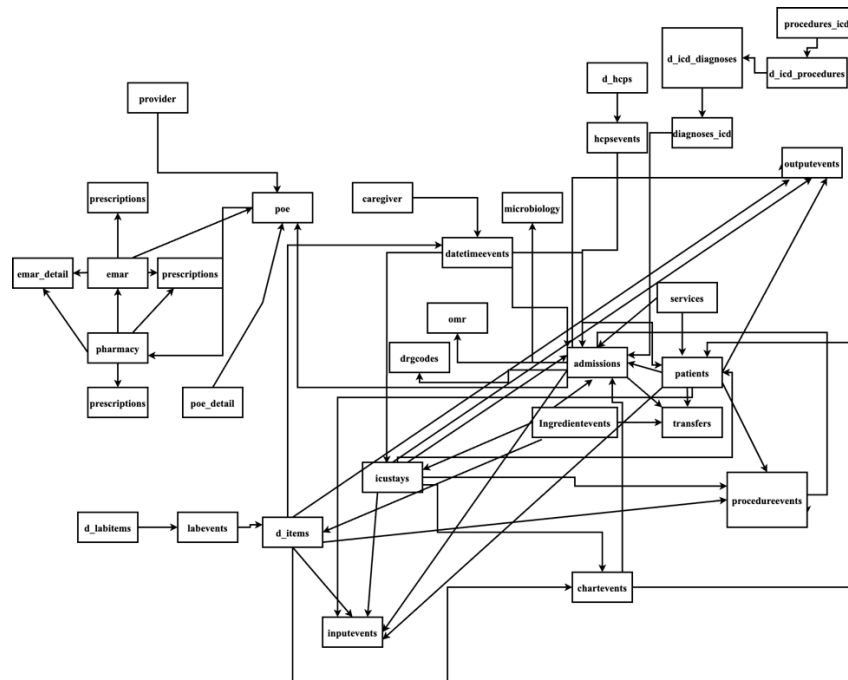 procedures_icd
d_icd_diagnoses
d_icd_procedures
d_hcps
provider
hcpsevents
diagnoses_icd
outputevents
prescriptions
poe
caregiver
microbiology
datetimeevents
emar_detail
emar
prescriptions
services
omr
pharmacy
drgcodes
admissions
patients
prescriptions
poe_detail
Ingredientevents
transfers
icustays
procedureevents
d_labitems
labevents
d_items
chartevents
inputevents